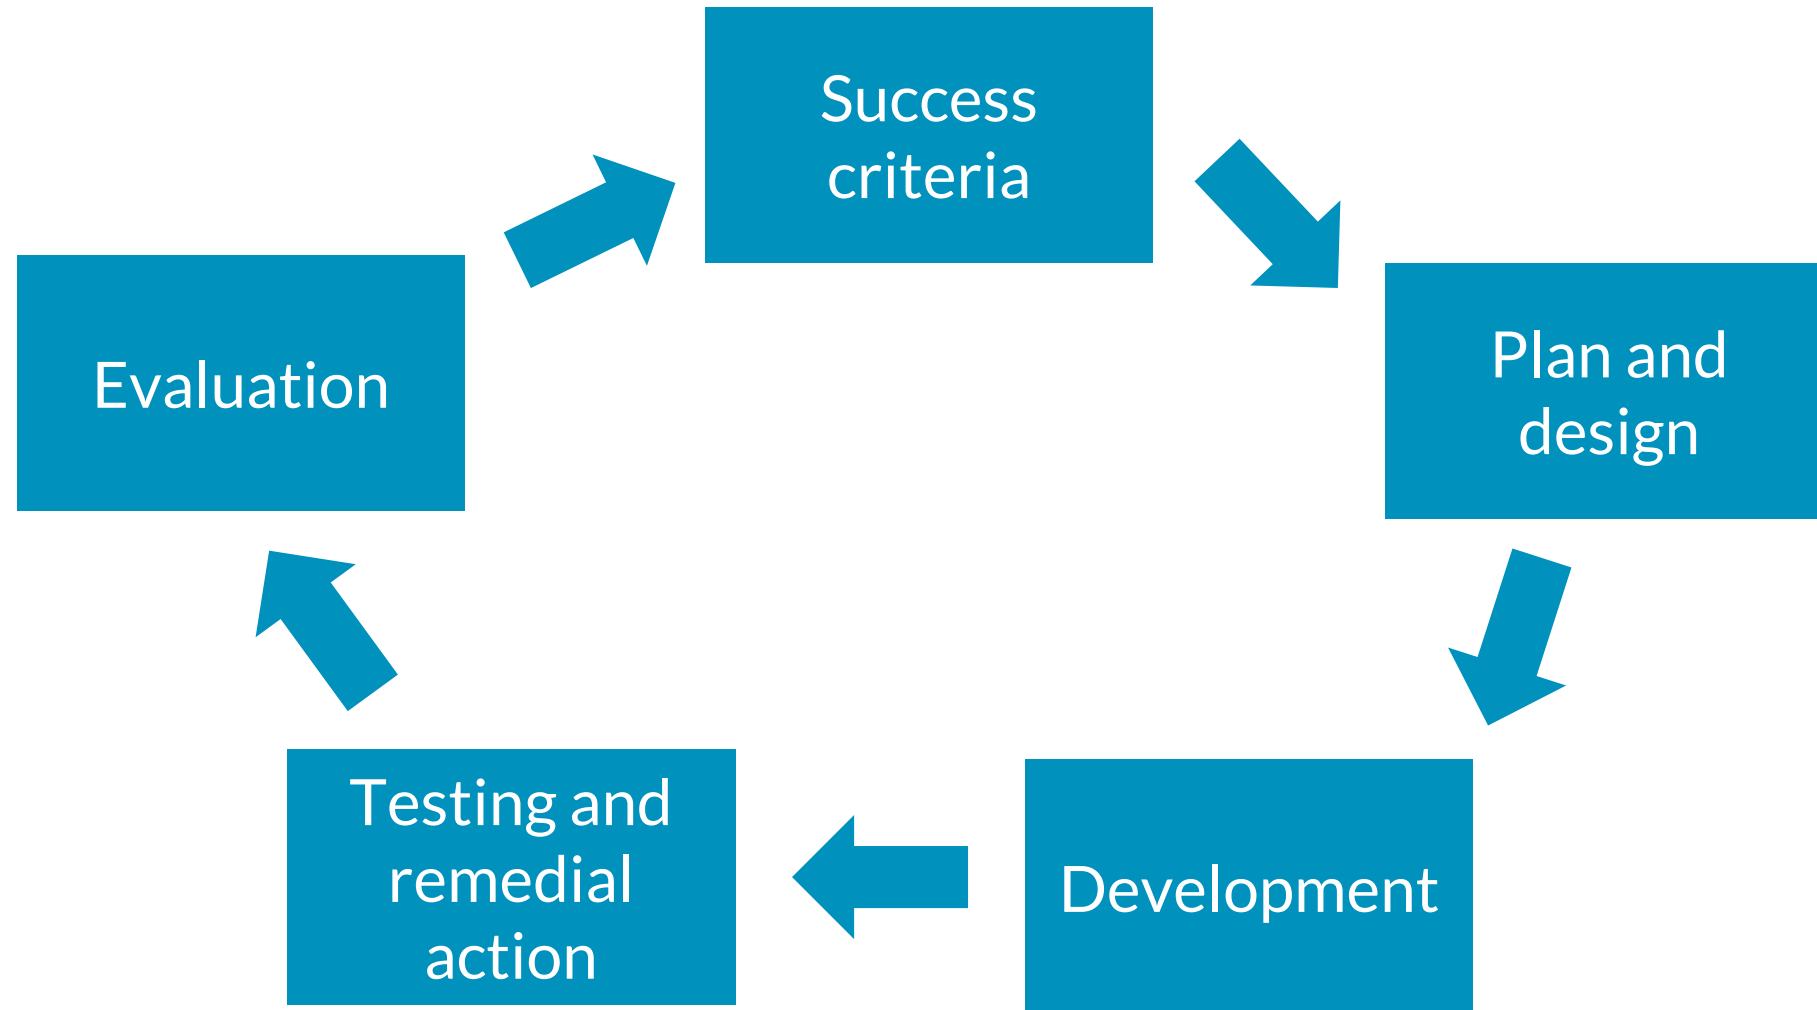 Success
criteria
Plan and
design
Development
Testing and
remedial
action
Evaluation